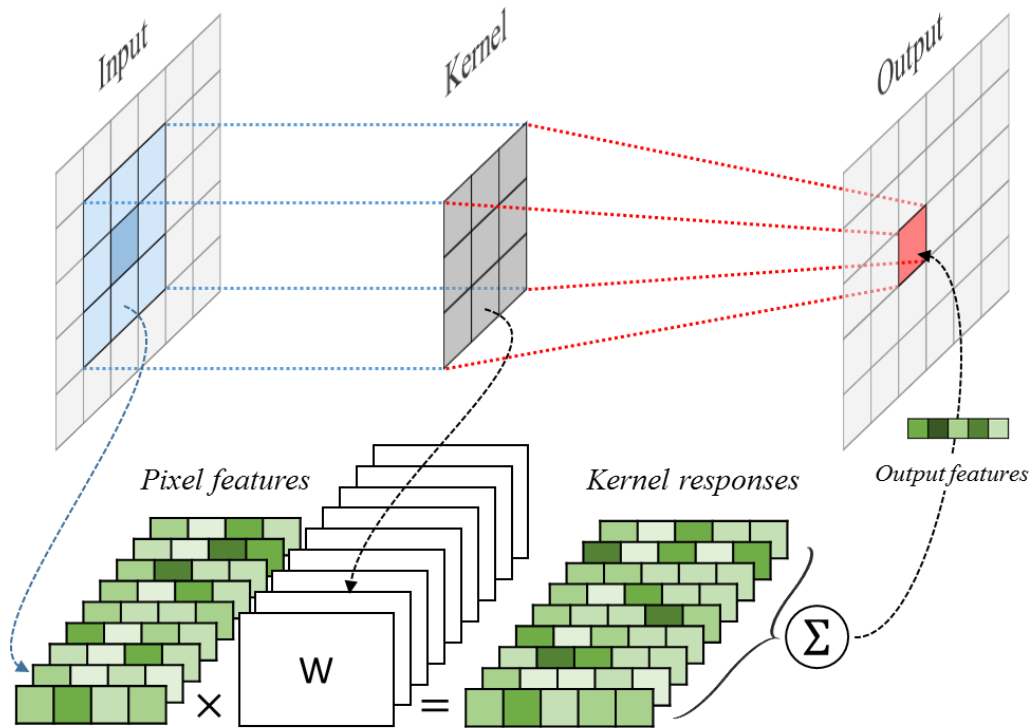 Input
Kernel
Output
Pixel features
Kernel responses
Output features
Σ
W
×
=